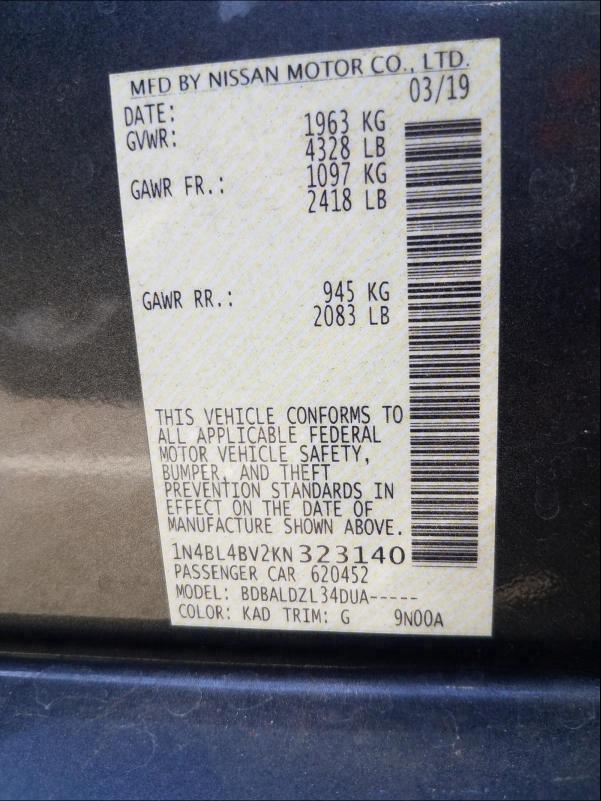 MFD BY NISSAN MOTOR CO., LTD.
DATE: 03/19
GVWR: 1963 KG
4328 LB
GAWR FR.: 1097 KG
2418 LB
GAWR RR.: 945 KG
2083 LB
THIS VEHICLE CONFORMS TO
ALL APPLICABLE FEDERAL
MOTOR VEHICLE SAFETY,
BUMPER, AND THEFT
PREVENTION STANDARDS IN
EFFECT ON THE DATE OF
MANUFACTURE SHOWN ABOVE.
1N4BL4BV2KN323140
PASSENGER CAR 620452
MODEL: BDBALDZL34DUA-----
COLOR: KAD TRIM: G 9N00A